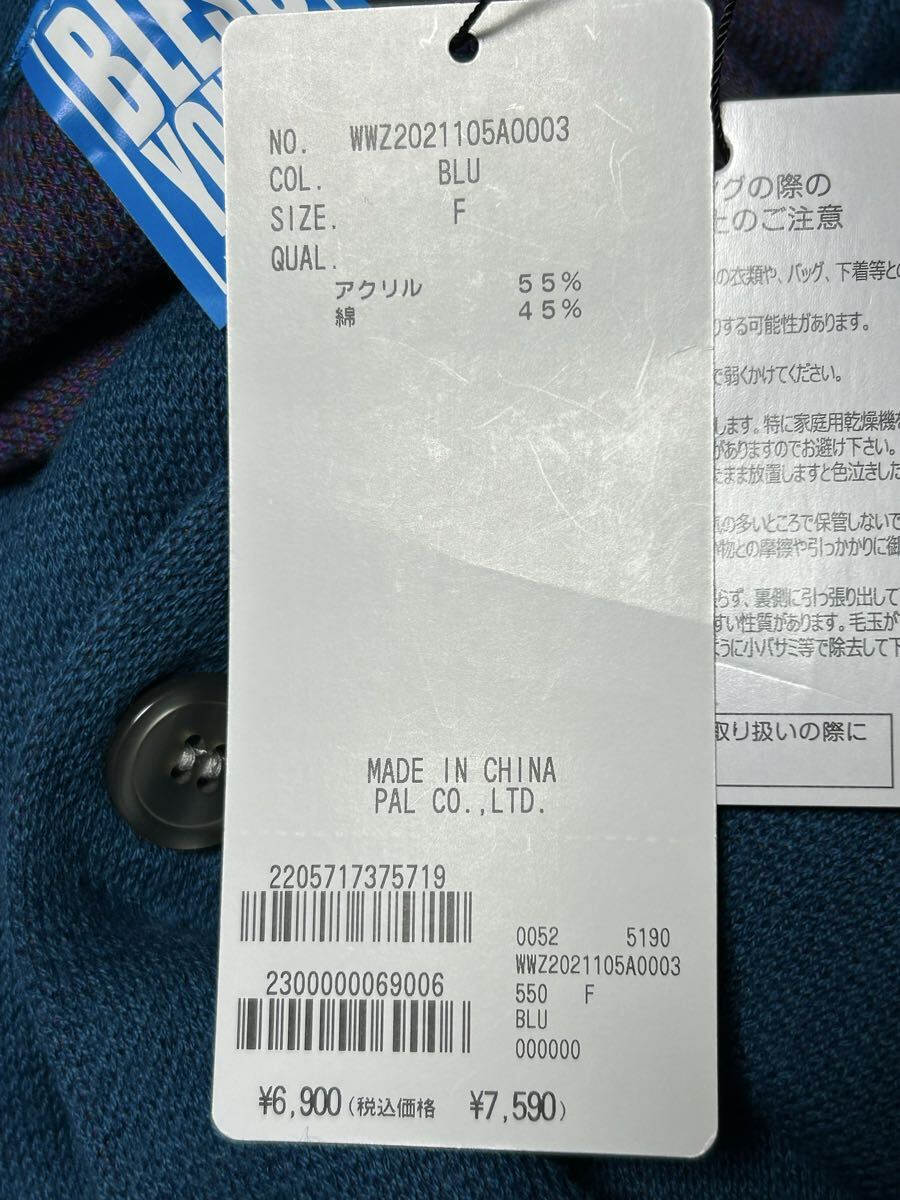 NO. WWZ2021105A0003
COL. BLU
SIZE. F
QUAL.
アクリル 55%
綿 45%
MADE IN CHINA
PAL CO.,LTD.
2205717375719
2300000069006
0052 5190
WWZ2021105A0003
550 F
BLU
000000
¥6,900(税込価格 ¥7,590)
グの際の
上のご注意
の衣類や、バッグ、下着等と
する可能性があります。
で弱くかけてください。
します。特に家庭用乾燥機を
がありますのでお避け下さい。
まま放置しますと色泣きした
の多いところで保管しないで
物との摩擦や引っかかりに御
らず、裏側に引っ張り出して
すい性質があります。毛玉が
ように小バサミ等で除去して下
取り扱いの際に